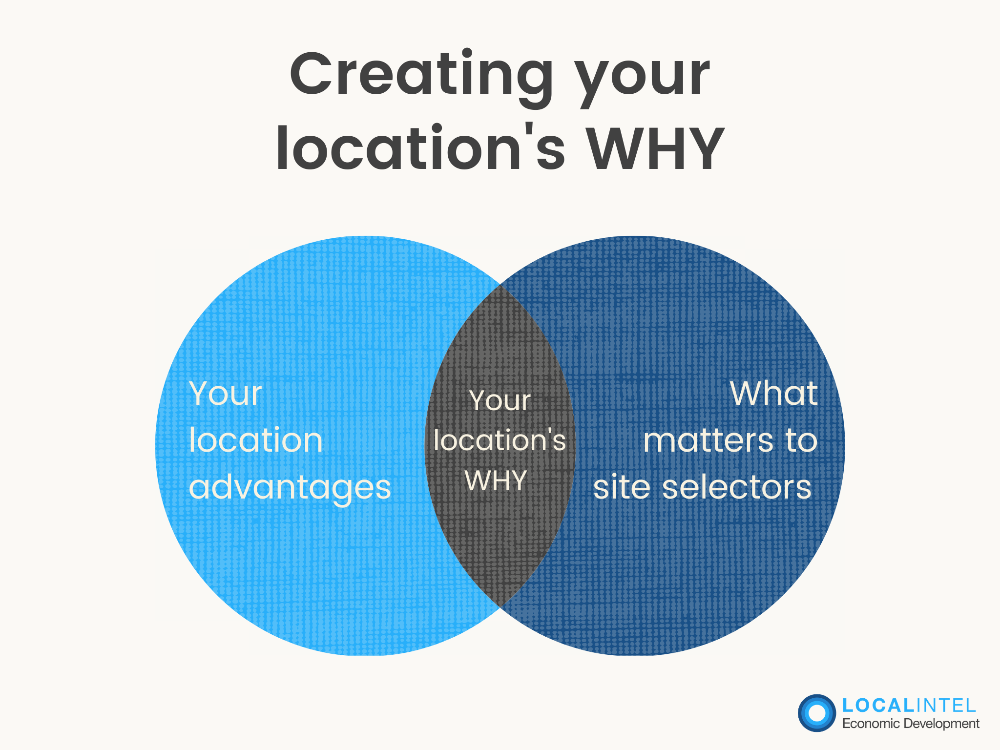 Creating your
location's WHY
Your
location
advantages
Your
location's
WHY
What
matters to
site selectors
LOCALINTEL
Economic Development